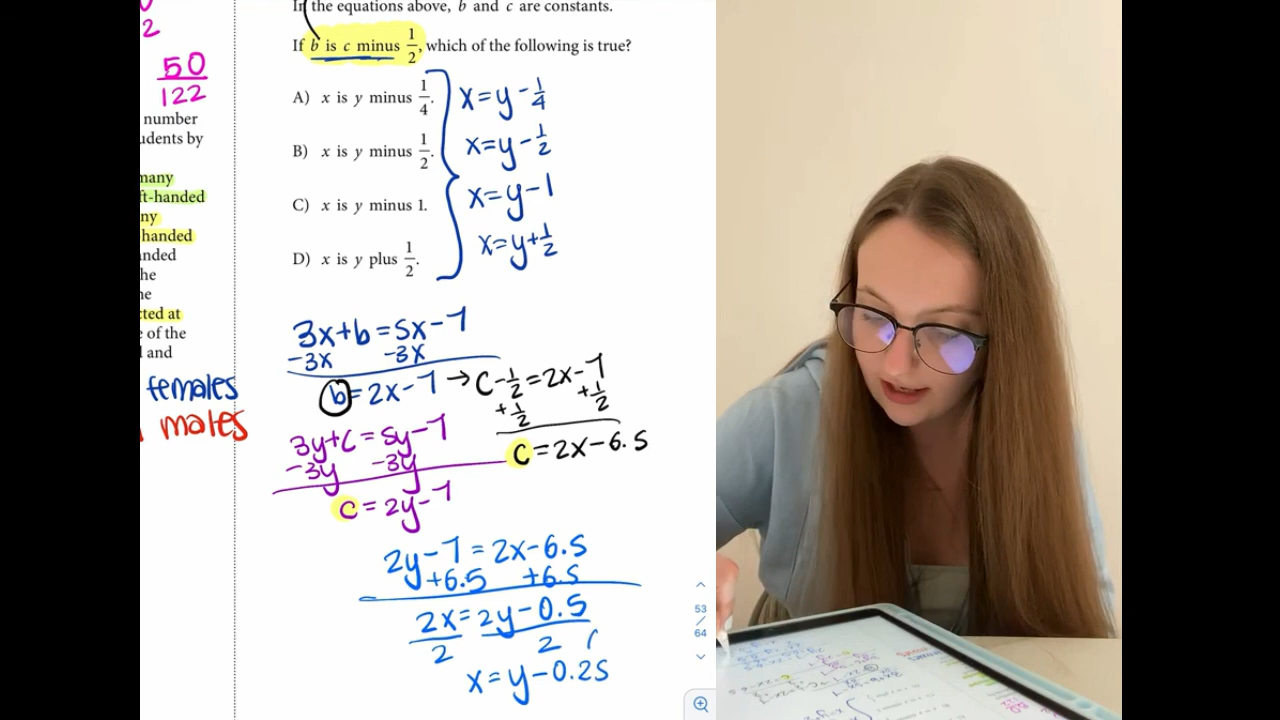 2
50
122
number
udents by
many
ft-handed
ny
handed
anded
he
he
cted at
e of the
l and
females
males
In the equations above, b and c are constants.
If b is c minus 1/2, which of the following is true?
A) x is y minus 1/4. x=y-1/4
B) x is y minus 1/2. x=y-1/2
C) x is y minus 1. x=y-1
D) x is y plus 1/2. x=y+1/2
3x+b=5x-7
-3x -3x
b=2x-7→c-1/2=2x-7
+1/2 +1/2
c=2x-6.5
3y+c=5y-7
-3y -3y
c=2y-7
2y-7=2x-6.5
+6.5 +6.5
2x=2y-0.5
2 2
x=y-0.25
53
/
64